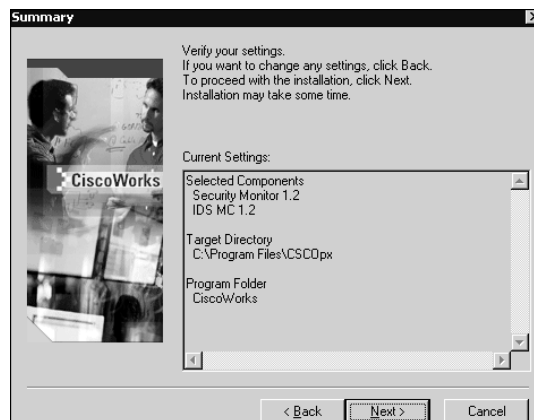 Summary
Verify your settings.
If you want to change any settings, click Back.
To proceed with the installation, click Next.
Installation may take some time.
CiscoWorks
Current Settings:
Selected Components
Security Monitor 1.2
IDS MC 1.2
Target Directory
C:\Program Files\CSCOpx
Program Folder
CiscoWorks
< Back
Next >
Cancel